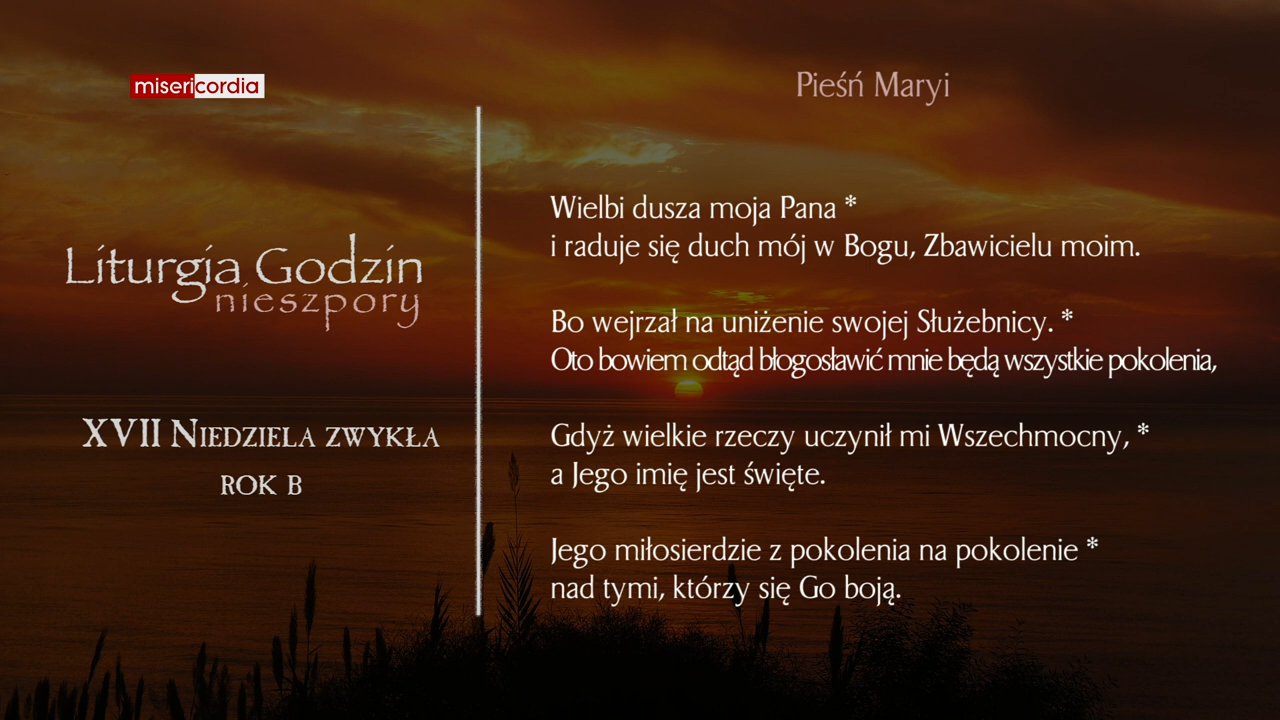 misericordia
Liturgia Godzin
nieszpory
XVII Niedziela zwykła
rok B
Pieśń Maryi
Wielbi dusza moja Pana *
i raduje się duch mój w Bogu, Zbawicielu moim.
Bo wejrzał na uniżenie swojej Służebnicy. *
Oto bowiem odtąd błogosławić mnie będą wszystkie pokolenia,
Gdyż wielkie rzeczy uczynił mi Wszechmocny, *
a Jego imię jest święte.
Jego miłosierdzie z pokolenia na pokolenie *
nad tymi, którzy się Go boją.